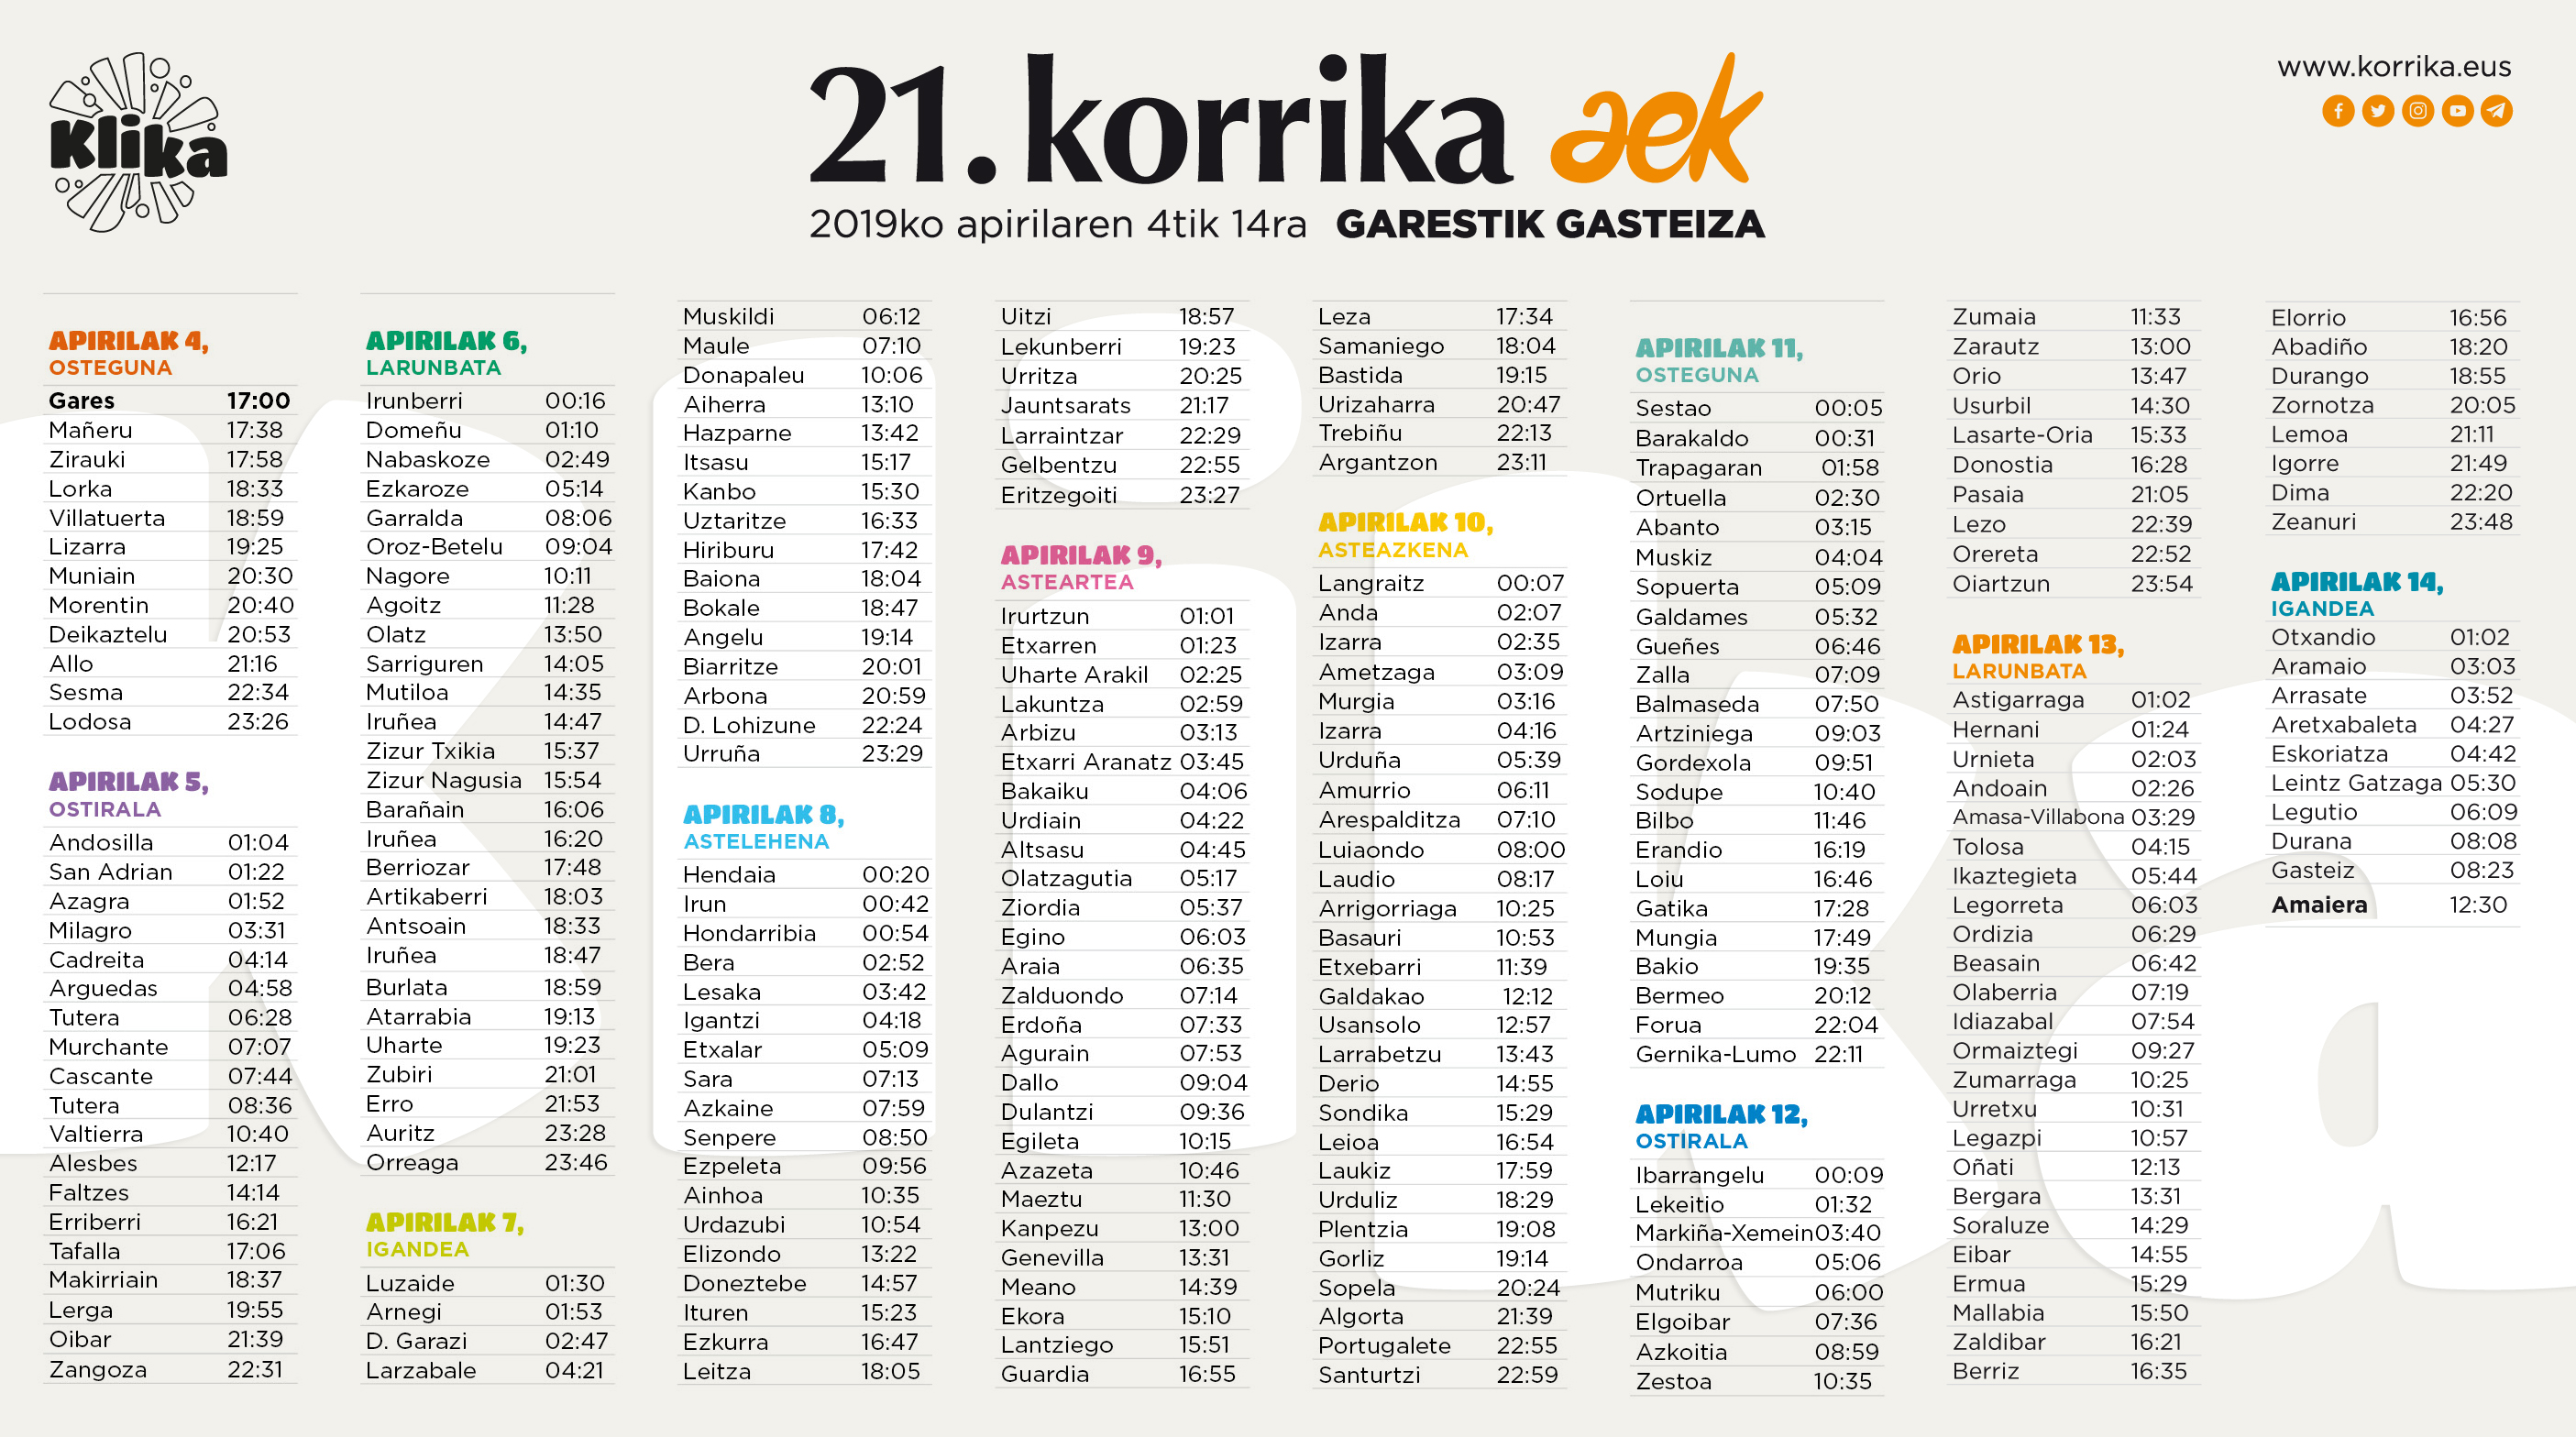 Klika
21. korrika aek
2019ko apirilaren 4tik 14ra GARESTIK GASTEIZA
www.korrika.eus
APIRILAK 4,
OSTEGUNA
Gares 17:00
Mañeru 17:38
Zirauki 17:58
Lorka 18:33
Villatuerta 18:59
Lizarra 19:25
Muniain 20:30
Morentin 20:40
Deikaztelu 20:53
Allo 21:16
Sesma 22:34
Lodosa 23:26
APIRILAK 5,
OSTIRALA
Andosilla 01:04
San Adrian 01:22
Azagra 01:52
Milagro 03:31
Cadreita 04:14
Arguedas 04:58
Tutera 06:28
Murchante 07:07
Cascante 07:44
Tutera 08:36
Valtierra 10:40
Alesbes 12:17
Faltzes 14:14
Erriberri 16:21
Tafalla 17:06
Makirriain 18:37
Lerga 19:55
Oibar 21:39
Zangoza 22:31
APIRILAK 6,
LARUNBATA
Irunberri 00:16
Domeñu 01:10
Nabaskoze 02:49
Ezkaroze 05:14
Garralda 08:06
Oroz-Betelu 09:04
Nagore 10:11
Agoitz 11:28
Olatz 13:50
Sarriguren 14:05
Mutiloa 14:35
Iruñea 14:47
Zizur Txikia 15:37
Zizur Nagusia 15:54
Barañain 16:06
Iruñea 16:20
Berriozar 17:48
Artikaberri 18:03
Antsoain 18:33
Iruñea 18:47
Burlata 18:59
Atarrabia 19:13
Uharte 19:23
Zubiri 21:01
Erro 21:53
Auritz 23:28
Orreaga 23:46
APIRILAK 7,
IGANDEA
Luzaide 01:30
Arnegi 01:53
D. Garazi 02:47
Larzabale 04:21
Muskildi 06:12
Maule 07:10
Donapaleu 10:06
Aiherra 13:10
Hazparne 13:42
Itsasu 15:17
Kanbo 15:30
Uztaritze 16:33
Hiriburu 17:42
Baiona 18:04
Bokale 18:47
Angelu 19:14
Biarritze 20:01
Arbona 20:59
D. Lohizune 22:24
Urruña 23:29
APIRILAK 8,
ASTELEHENA
Hendaia 00:20
Irun 00:42
Hondarribia 00:54
Bera 02:52
Lesaka 03:42
Igantzi 04:18
Etxalar 05:09
Sara 07:13
Azkaine 07:59
Senpere 08:50
Ezpeleta 09:56
Ainhoa 10:35
Urdazubi 10:54
Elizondo 13:22
Doneztebe 14:57
Ituren 15:23
Ezkurra 16:47
Leitza 18:05
Uitzi 18:57
Lekunberri 19:23
Urritza 20:25
Jauntsarats 21:17
Larraintzar 22:29
Gelbentzu 22:55
Eritzegoiti 23:27
APIRILAK 9,
ASTEARTEA
Irurtzun 01:01
Etxarren 01:23
Uharte Arakil 02:25
Lakuntza 02:59
Arbizu 03:13
Etxarri Aranatz 03:45
Bakaiku 04:06
Urdiain 04:22
Altsasu 04:45
Olatzagutia 05:17
Ziordia 05:37
Egino 06:03
Araia 06:35
Zalduondo 07:14
Erdoña 07:33
Agurain 07:53
Dallo 09:04
Dulantzi 09:36
Egileta 10:15
Azazeta 10:46
Maeztu 11:30
Kanpezu 13:00
Genevilla 13:31
Meano 14:39
Ekora 15:10
Lantziego 15:51
Guardia 16:55
Leza 17:34
Samaniego 18:04
Bastida 19:15
Urizaharra 20:47
Trebiñu 22:13
Argantzon 23:11
APIRILAK 10,
ASTEAZKENA
Langraitz 00:07
Anda 02:07
Izarra 02:35
Ametzaga 03:09
Murgia 03:16
Izarra 04:16
Urduña 05:39
Amurrio 06:11
Arespalditza 07:10
Luiaondo 08:00
Laudio 08:17
Arrigorriaga 10:25
Basauri 10:53
Etxebarri 11:39
Galdakao 12:12
Usansolo 12:57
Larrabetzu 13:43
Derio 14:55
Sondika 15:29
Leioa 16:54
Laukiz 17:59
Urduliz 18:29
Plentzia 19:08
Gorliz 19:14
Sopela 20:24
Algorta 21:39
Portugalete 22:55
Santurtzi 22:59
APIRILAK 11,
OSTEGUNA
Sestao 00:05
Barakaldo 00:31
Trapagaran 01:58
Ortuella 02:30
Abanto 03:15
Muskiz 04:04
Sopuerta 05:09
Galdames 05:32
Gueñes 06:46
Zalla 07:09
Balmaseda 07:50
Artziniega 09:03
Gordexola 09:51
Sodupe 10:40
Bilbo 11:46
Erandio 16:19
Loiu 16:46
Gatika 17:28
Mungia 17:49
Bakio 19:35
Bermeo 20:12
Forua 22:04
Gernika-Lumo 22:11
APIRILAK 12,
OSTIRALA
Ibarrangelu 00:09
Lekeitio 01:32
Markiña-Xemein 03:40
Ondarroa 05:06
Mutriku 06:00
Elgoibar 07:36
Azkoitia 08:59
Zestoa 10:35
Zumaia 11:33
Zarautz 13:00
Orio 13:47
Usurbil 14:30
Lasarte-Oria 15:33
Donostia 16:28
Pasaia 21:05
Lezo 22:39
Orereta 22:52
Oiartzun 23:54
APIRILAK 13,
LARUNBATA
Astigarraga 01:02
Hernani 01:24
Urnieta 02:03
Andoain 02:26
Amasa-Villabona 03:29
Tolosa 04:15
Ikaztegieta 05:44
Legorreta 06:03
Ordizia 06:29
Beasain 06:42
Olaberria 07:19
Idiazabal 07:54
Ormaiztegi 09:27
Zumarraga 10:25
Urretxu 10:31
Legazpi 10:57
Oñati 12:13
Bergara 13:31
Soraluze 14:29
Eibar 14:55
Ermua 15:29
Mallabia 15:50
Zaldibar 16:21
Berriz 16:35
Elorrio 16:56
Abadiño 18:20
Durango 18:55
Zornotza 20:05
Lemoa 21:11
Igorre 21:49
Dima 22:20
Zeanuri 23:48
APIRILAK 14,
IGANDEA
Otxandio 01:02
Aramaio 03:03
Arrasate 03:52
Aretxabaleta 04:27
Eskoriatza 04:42
Leintz Gatzaga 05:30
Legutio 06:09
Durana 08:08
Gasteiz 08:23
Amaiera 12:30